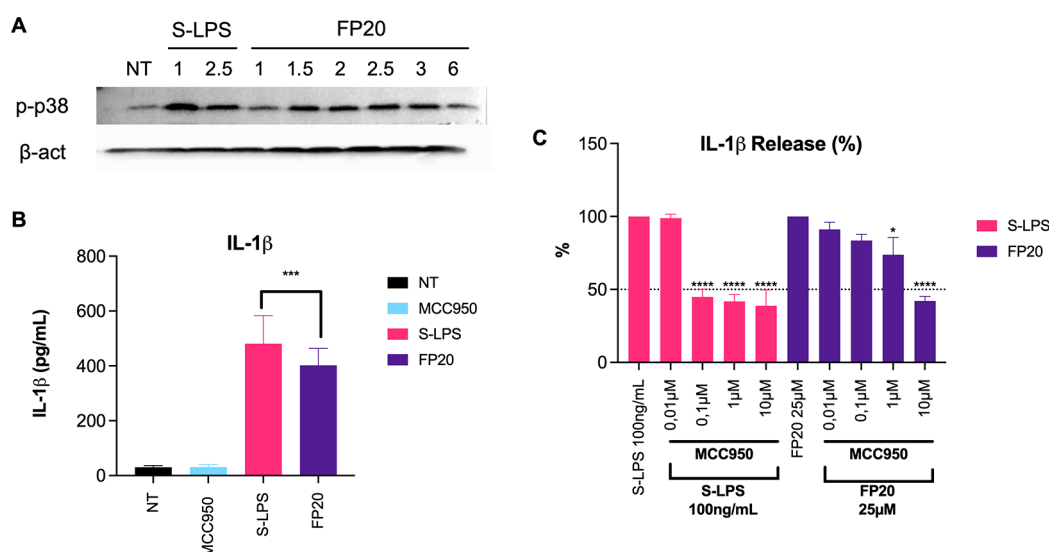 A
S-LPS FP20
NT 1 2.5 1 1.5 2 2.5 3 6
p-p38
β-act
B
IL-1β
800
600
400
200
0
IL-1β (pg/mL)
***
NT
MCC950
S-LPS
FP20
NT
MCC950
S-LPS
FP20
C
IL-1β Release (%)
150
100
50
0
%
**** **** **** * ****
S-LPS
FP20
S-LPS 100ng/mL
0,01µM
0,1µM
1µM
10µM
FP20 25µM
0,01µM
0,1µM
1µM
10µM
MCC950 MCC950
S-LPS FP20
100ng/mL 25µM